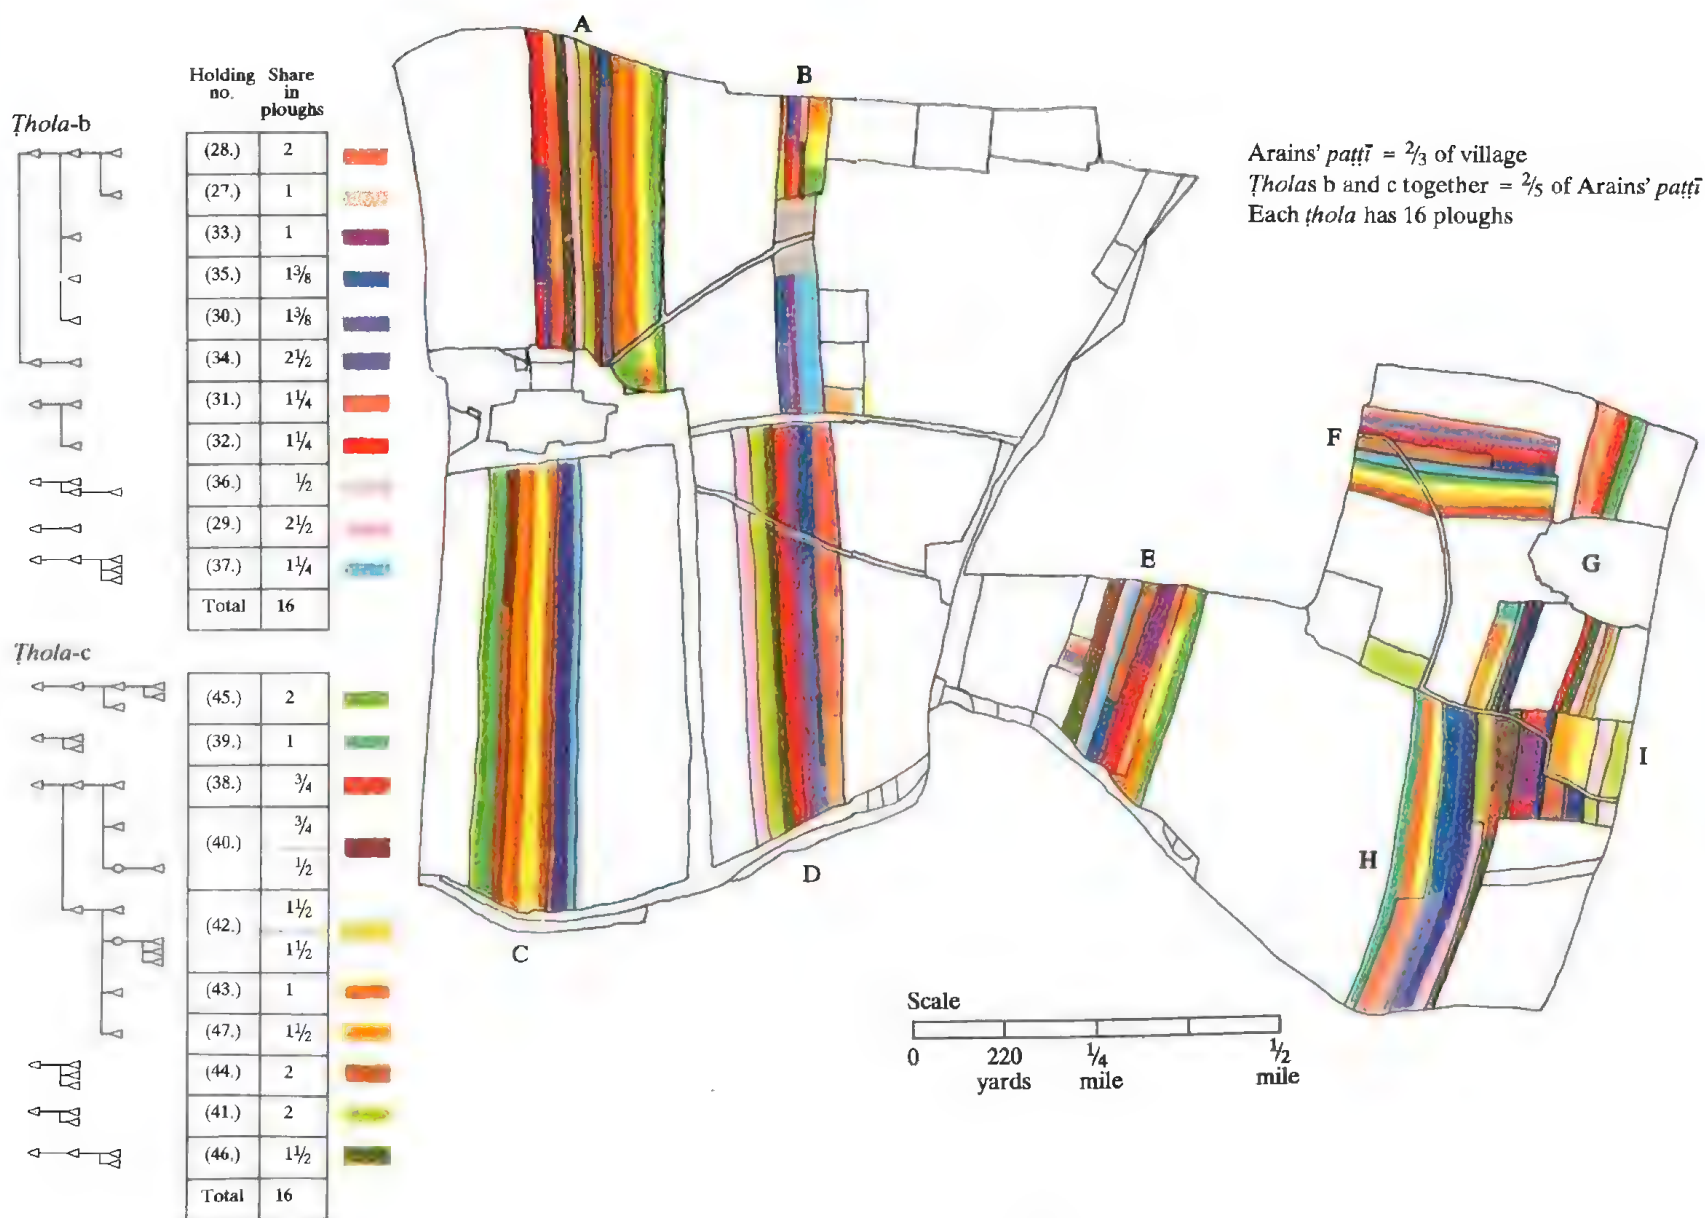 Holding no. Share in ploughs
Ṭhola-b
(28.) 2
(27.) 1
(33.) 1
(35.) 1⅜
(30.) 1⅜
(34.) 2½
(31.) 1¼
(32.) 1¼
(36.) ½
(29.) 2½
(37.) 1¼
Total 16
Ṭhola-c
(45.) 2
(39.) 1
(38.) ¾
(40.) ¾
½
(42.) 1½
1½
(43.) 1
(47.) 1½
(44.) 2
(41.) 2
(46.) 1½
Total 16
A
B
Arains' paṭṭī = ⅔ of village
Ṭholas b and c together = ⅖ of Arains' paṭṭī
Each ṭhola has 16 ploughs
F
G
E
I
H
D
C
Scale
0 220 yards ¼ mile ½ mile